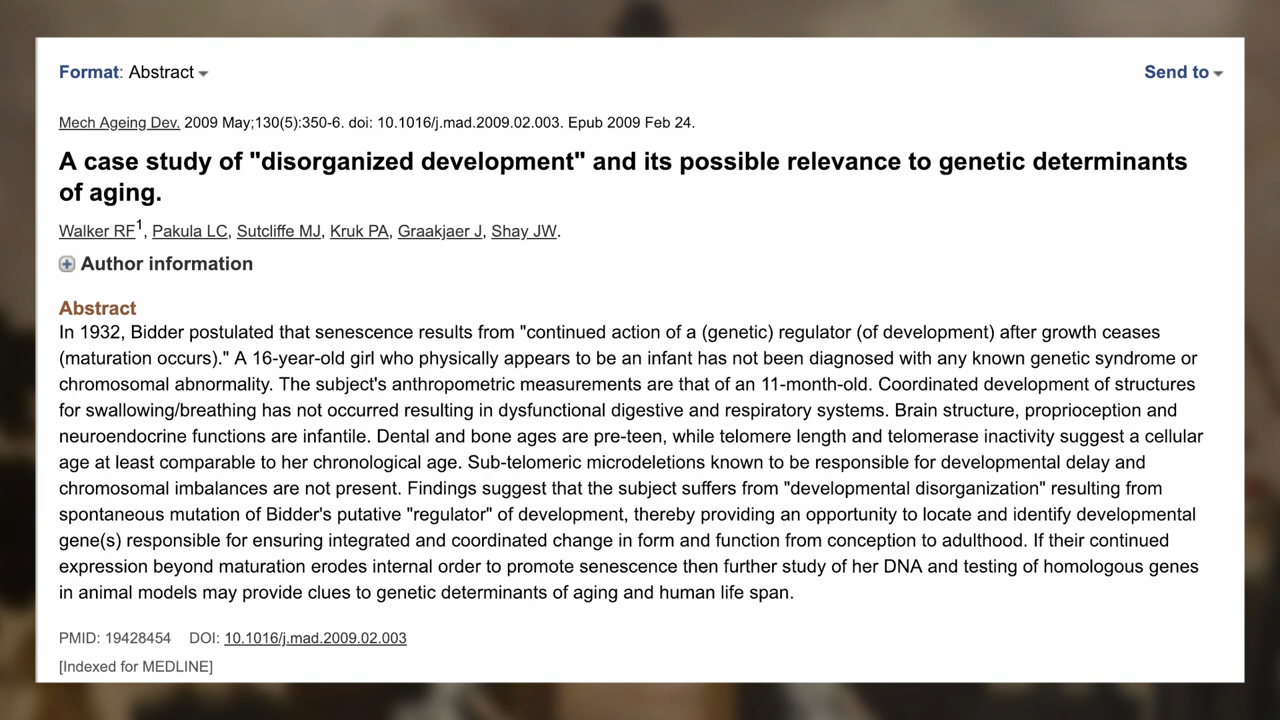 Format: Abstract
Send to
Mech Ageing Dev. 2009 May;130(5):350-6. doi: 10.1016/j.mad.2009.02.003. Epub 2009 Feb 24.
A case study of "disorganized development" and its possible relevance to genetic determinants
of aging.
Walker RF1, Pakula LC, Sutcliffe MJ, Kruk PA, Graakjaer J, Shay JW.
Author information
Abstract
In 1932, Bidder postulated that senescence results from "continued action of a (genetic) regulator (of development) after growth ceases
(maturation occurs)." A 16-year-old girl who physically appears to be an infant has not been diagnosed with any known genetic syndrome or
chromosomal abnormality. The subject's anthropometric measurements are that of an 11-month-old. Coordinated development of structures
for swallowing/breathing has not occurred resulting in dysfunctional digestive and respiratory systems. Brain structure, proprioception and
neuroendocrine functions are infantile. Dental and bone ages are pre-teen, while telomere length and telomerase inactivity suggest a cellular
age at least comparable to her chronological age. Sub-telomeric microdeletions known to be responsible for developmental delay and
chromosomal imbalances are not present. Findings suggest that the subject suffers from "developmental disorganization" resulting from
spontaneous mutation of Bidder's putative "regulator" of development, thereby providing an opportunity to locate and identify developmental
gene(s) responsible for ensuring integrated and coordinated change in form and function from conception to adulthood. If their continued
expression beyond maturation erodes internal order to promote senescence then further study of her DNA and testing of homologous genes
in animal models may provide clues to genetic determinants of aging and human life span.
PMID: 19428454 DOI: 10.1016/j.mad.2009.02.003
[Indexed for MEDLINE]